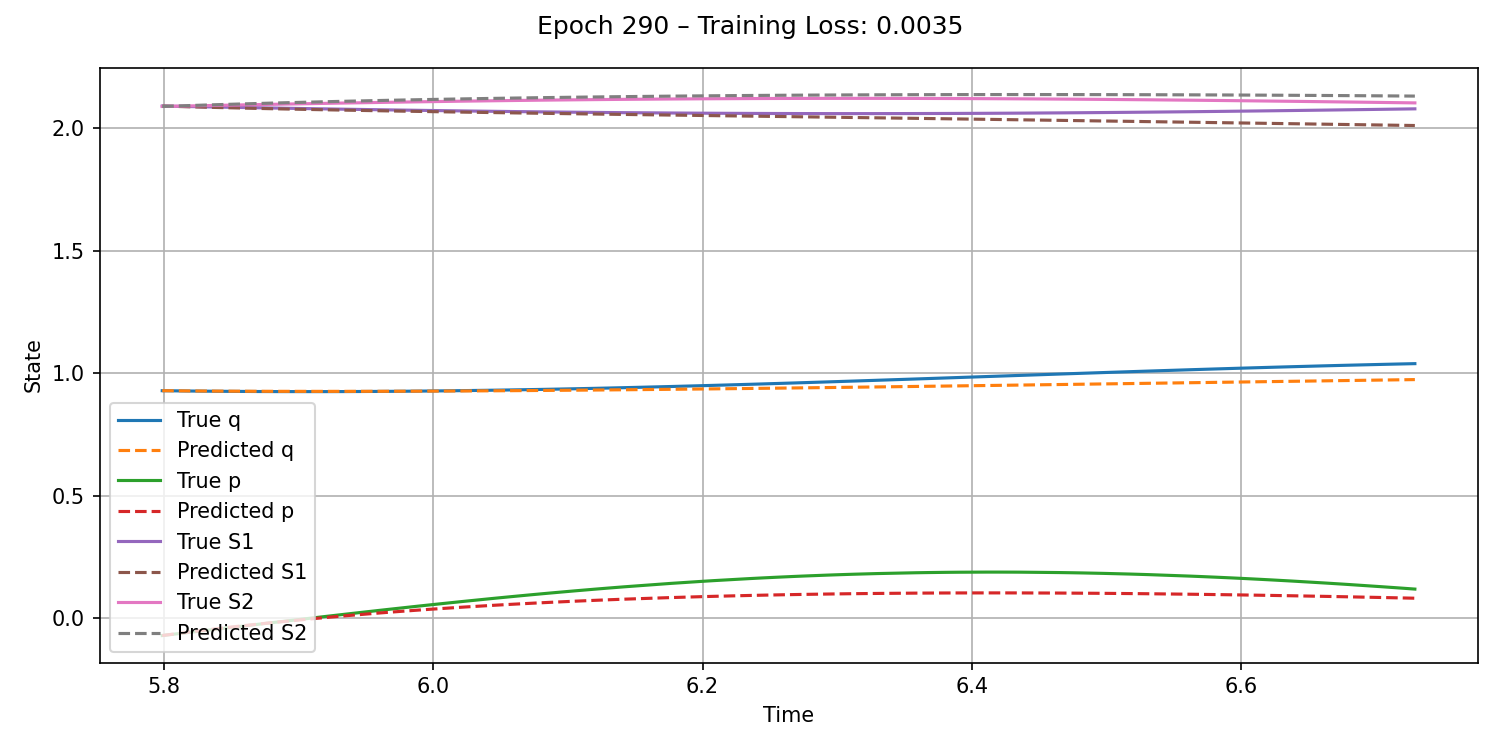 Epoch 290 – Training Loss: 0.0035
State
2.0
1.5
1.0
0.5
0.0
True q
Predicted q
True p
Predicted p
True S1
Predicted S1
True S2
Predicted S2
5.8 6.0 6.2 6.4 6.6
Time